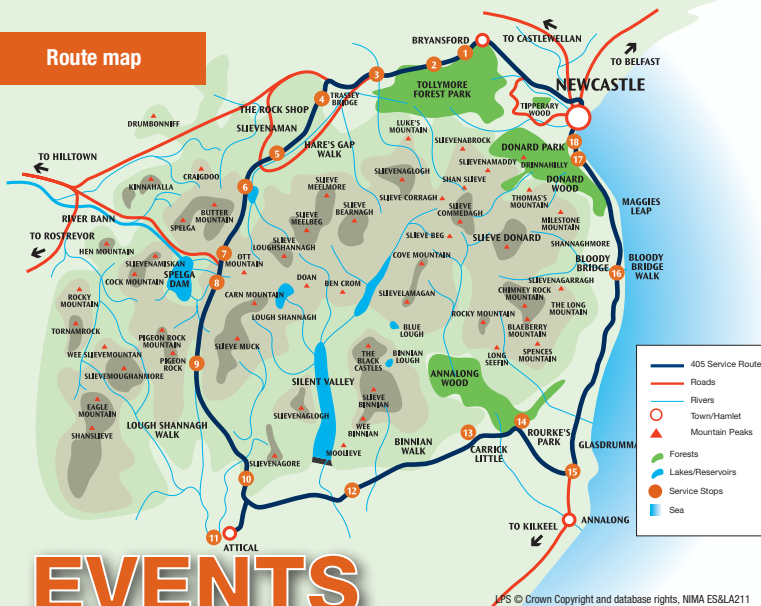 Route map
BRYANSFORD
TO CASTLEWELLAN
TO BELFAST
NEWCASTLE
1
2
3
TOLLYMORE
FOREST PARK
TIPPERARY
WOOD
4
TRASSEY
BRIDGE
THE ROCK SHOP
DRUMBONNIFF
SLIEVENAMAN
LUKE'S
MOUNTAIN
HARE'S GAP
WALK
5
SLIEVENABROCK
DONARD PARK
18
17
DRINNAHILLY
SLIEVENAMADDY
TO HILLTOWN
CRAIGDOO
KINNAHALLA
6
SLIEVE
MEELMORE
SLIEVENAGLOGH
SHAN SLIEVE
DONARD
WOOD
THOMAS'S
MOUNTAIN
MAGGIES
LEAP
RIVER BANN
BUTTER
MOUNTAIN
SPELGA
SLIEVE
MEELBEG
SLIEVE
BEARNAGH
SLIEVE CORRAGH
SLIEVE
COMMEDAGH
MILESTONE
MOUNTAIN
TO ROSTREVOR
HEN MOUNTAIN
SLIEVE
LOUGHSHANNAGH
SLIEVE BEG
SLIEVE DONARD
SHANNAGHMORE
7
OTT
MOUNTAIN
SLIEVENAMISKAN
COCK MOUNTAIN
SPELGA
DAM
COVE MOUNTAIN
BLOODY
BRIDGE
BLOODY
BRIDGE
WALK
16
8
DOAN
BEN CROM
SLIEVENAGARRAGH
ROCKY
MOUNTAIN
CARN MOUNTAIN
SLIEVELAMAGAN
CHIMNEY ROCK
MOUNTAIN
THE LONG
MOUNTAIN
LOUGH SHANNAGH
ROCKY MOUNTAIN
BLAEBERRY
MOUNTAIN
TORNAMROCK
PIGEON ROCK
MOUNTAIN
BLUE
LOUGH
WEE SLIEVEMOUNTAN
SLIEVE MUCK
THE
BLACK
CASTLES
BINNIAN
LOUGH
LONG
SEEFIN
SPENCES
MOUNTAIN
PIGEON
ROCK
9
SLIEVEMOUGHANMORE
ANNALONG
WOOD
SILENT VALLEY
EAGLE
MOUNTAIN
SLIEVE
BINNIAN
SLIEVENAGLOGH
SHANSLIEVE
LOUGH SHANNAGH
WALK
WEE
BINNIAN
BINNIAN
WALK
13
14
ROURKE'S
PARK
CARRICK
LITTLE
GLASDRUMMA
MOOLIEVE
SLIEVENAGORE
15
10
12
11
ATTICAL
TO KILKEEL
ANNALONG
405 Service Route
Roads
Rivers
Town/Hamlet
Mountain Peaks
Forests
Lakes/Reservoirs
Service Stops
Sea
EVENTS
LPS © Crown Copyright and database rights, NIMA ES&LA211